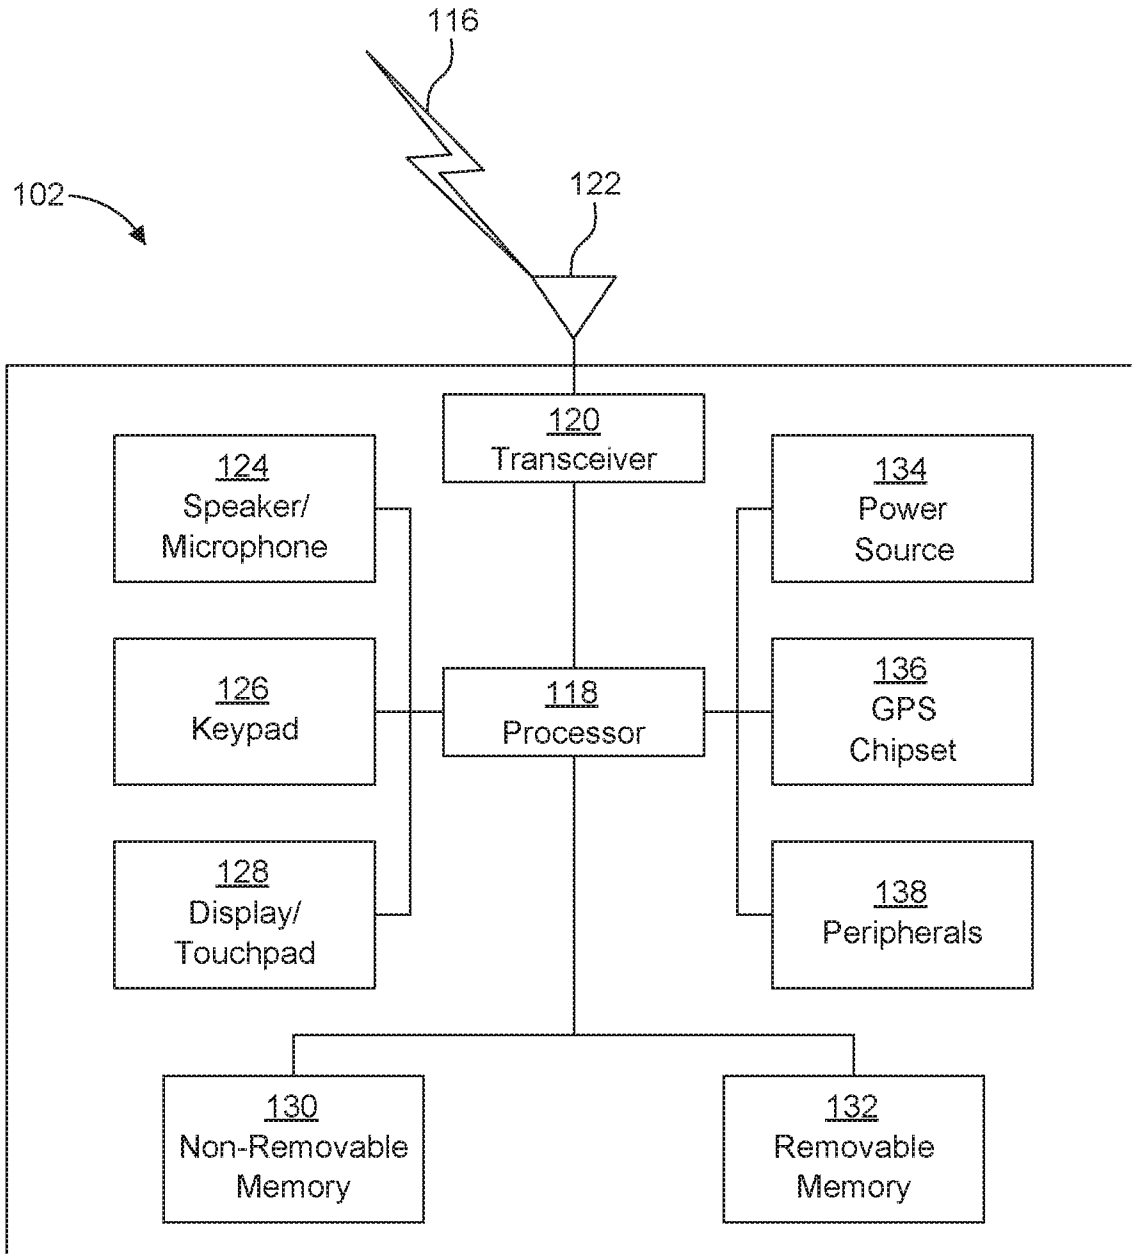 116
102
122
120
Transceiver
124
Speaker/
Microphone
134
Power
Source
126
Keypad
118
Processor
136
GPS
Chipset
128
Display/
Touchpad
138
Peripherals
130
Non-Removable
Memory
132
Removable
Memory